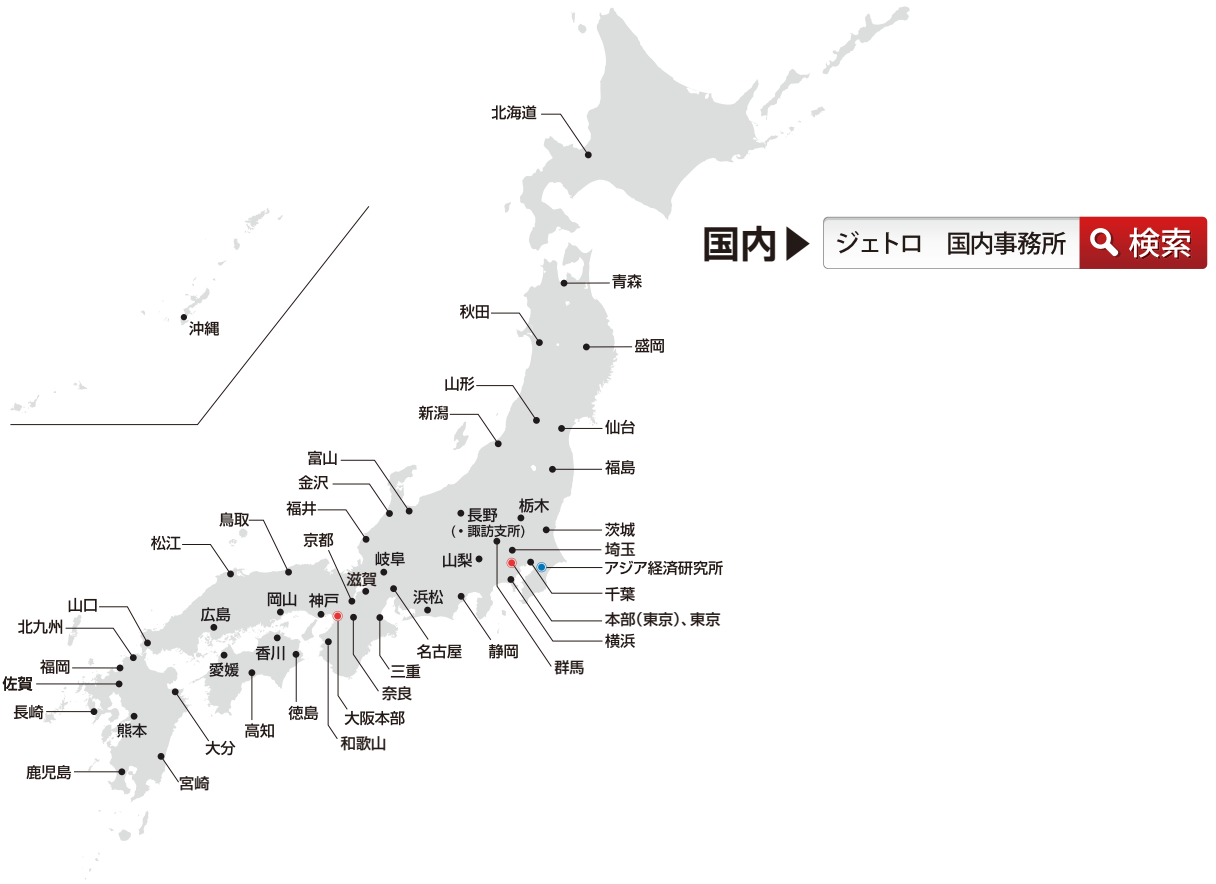 北海道
国内
ジェトロ 国内事務所
検索
青森
秋田
沖縄
盛岡
山形
新潟
仙台
富山
福島
金沢
福井
栃木
長野
(・諏訪支所)
鳥取
茨城
京都
松江
埼玉
岐阜
山梨
アジア経済研究所
滋賀
千葉
浜松
岡山
神戸
山口
広島
本部(東京)、東京
北九州
横浜
香川
名古屋
静岡
福岡
愛媛
三重
群馬
佐賀
奈良
長崎
徳島
大阪本部
熊本
高知
和歌山
大分
鹿児島
宮崎